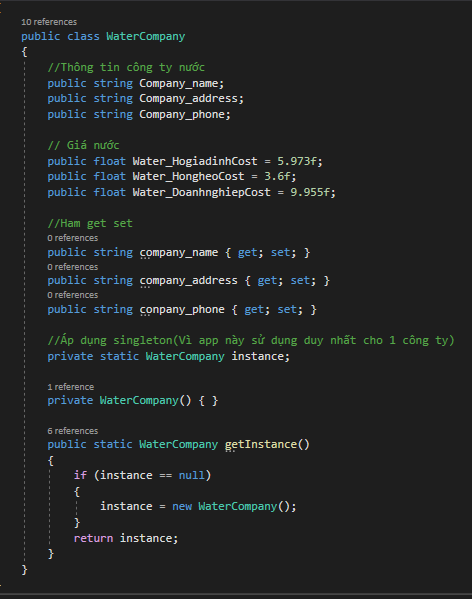 10 references
public class WaterCompany
{
//Thông tin công ty nước
public string Company_name;
public string Company_address;
public string Company_phone;
// Giá nước
public float Water_HogiadinhCost = 5.973f;
public float Water_HongheoCost = 3.6f;
public float Water_DoanhnghiepCost = 9.955f;
//Ham get set
0 references
public string company_name { get; set; }
0 references
public string company_address { get; set; }
0 references
public string conpany_phone { get; set; }
//Áp dụng singleton(Vì app này sử dụng duy nhất cho 1 công ty)
private static WaterCompany instance;
1 reference
private WaterCompany() { }
6 references
public static WaterCompany getInstance()
{
if (instance == null)
{
instance = new WaterCompany();
}
return instance;
}
}